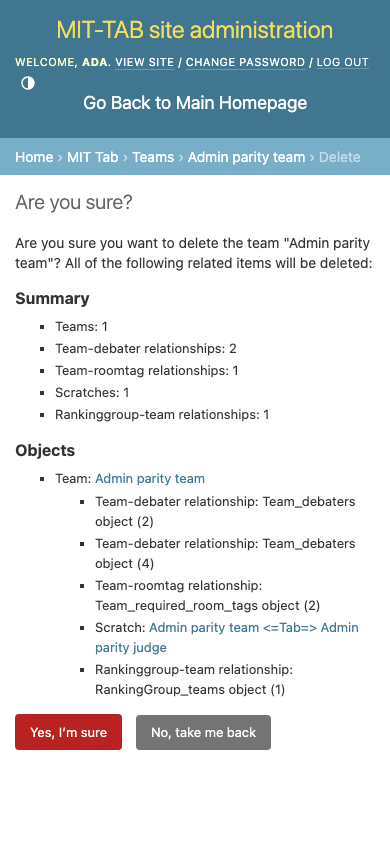 MIT-TAB site administration
WELCOME, ADA. VIEW SITE / CHANGE PASSWORD / LOG OUT
Go Back to Main Homepage
Home › MIT Tab › Teams › Admin parity team › Delete
Are you sure?
Are you sure you want to delete the team "Admin parity
team"? All of the following related items will be deleted:
Summary
Teams: 1
Team-debater relationships: 2
Team-roomtag relationships: 1
Scratches: 1
Rankinggroup-team relationships: 1
Objects
Team: Admin parity team
Team-debater relationship: Team_debaters
object (2)
Team-debater relationship: Team_debaters
object (4)
Team-roomtag relationship:
Team_required_room_tags object (2)
Scratch: Admin parity team <=Tab=> Admin
parity judge
Rankinggroup-team relationship:
RankingGroup_teams object (1)
Yes, I'm sure No, take me back